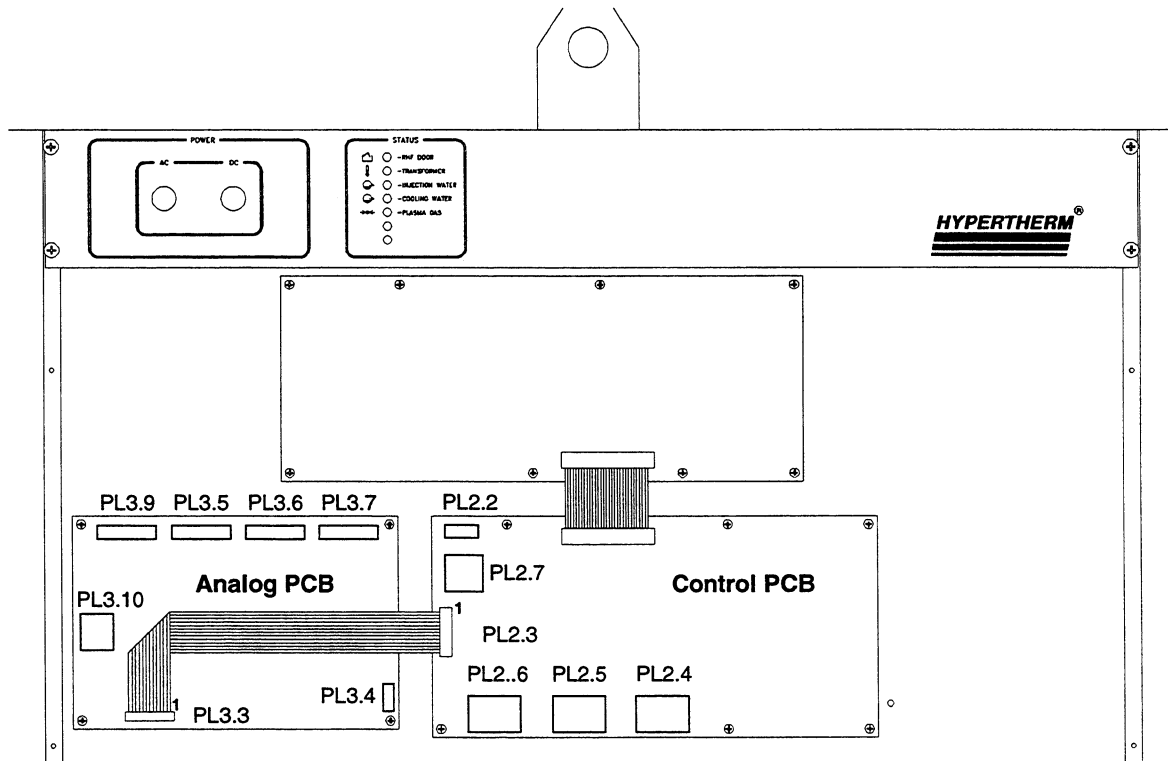 POWER
AC DC
STATUS
-RHF DOOR
-TRANSFORMER
-INJECTION WATER
-COOLING WATER
-PLASMA GAS
HYPERTHERM®
PL3.9 PL3.5 PL3.6 PL3.7
PL2.2
Analog PCB
PL2.7
Control PCB
PL3.10
1
PL2.3
PL2..6 PL2.5 PL2.4
PL3.4
1
PL3.3